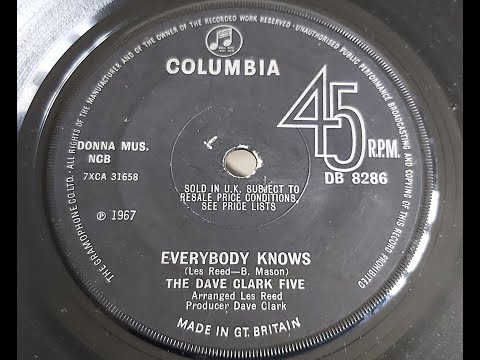 ALL RIGHTS OF THE MANUFACTURER AND OF THE OWNER OF THE RECORDED WORK RESERVED · UNAUTHORISED PUBLIC PERFORMANCE BROADCASTING AND COPYING OF THIS RECORD PROHIBITED
THE GRAMOPHONE CO. LTD.
COLUMBIA
45
R.P.M.
DB 8286
DONNA MUS.
NCB
7XCA 31658
℗ 1967
SOLD IN U.K. SUBJECT TO
RESALE PRICE CONDITIONS,
SEE PRICE LISTS
EVERYBODY KNOWS
(Les Reed—B. Mason)
THE DAVE CLARK FIVE
Arranged Les Reed
Producer Dave Clark
MADE IN GT. BRITAIN